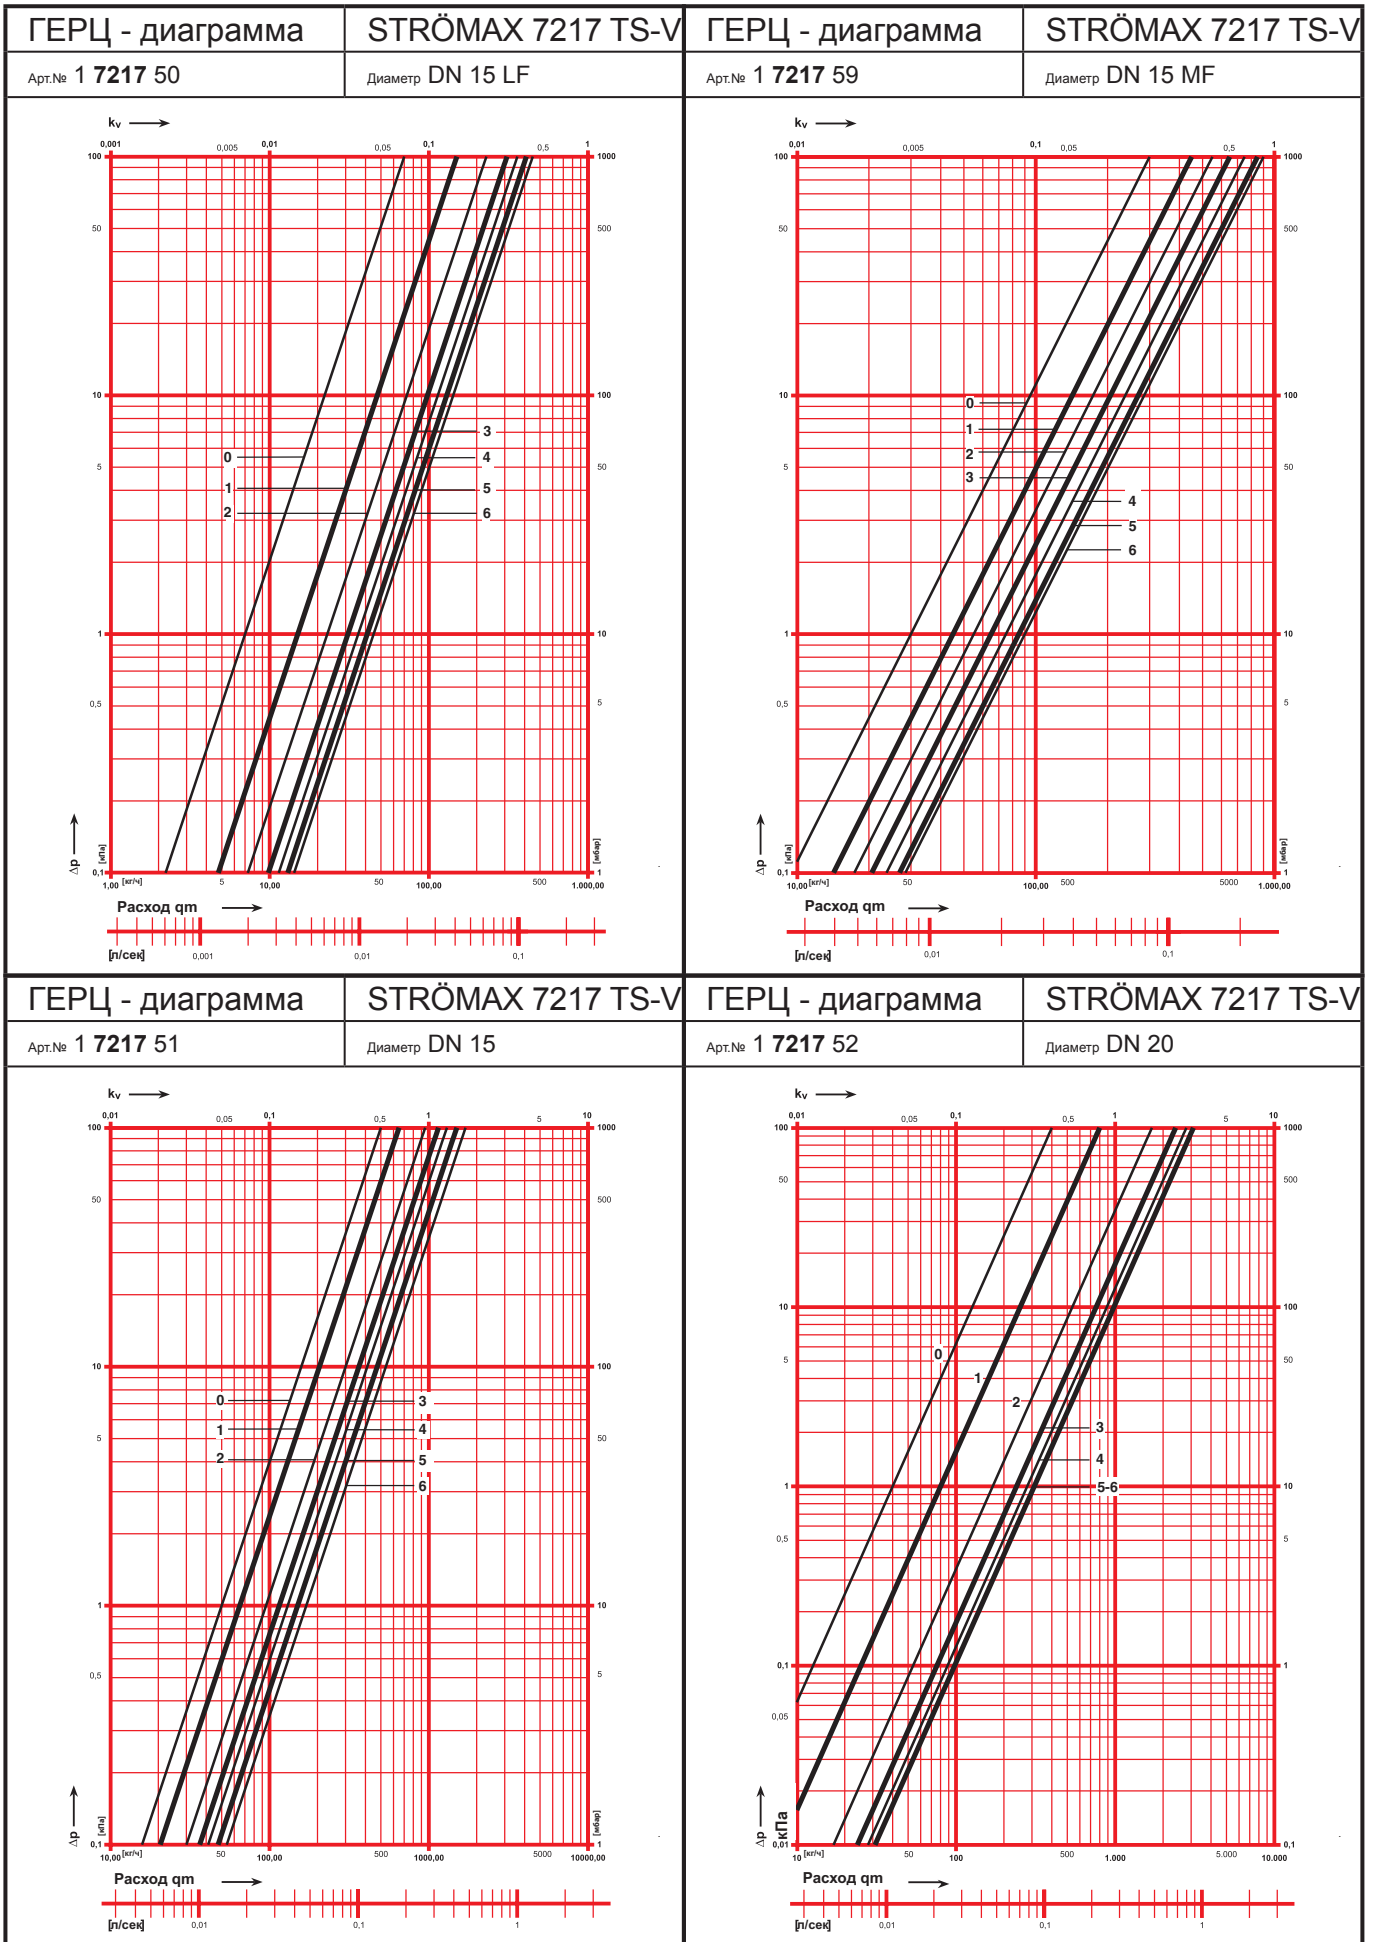 ГЕРЦ - диаграмма
STRÖMAX 7217 TS-V
Арт.№ 1 7217 50
Диаметр DN 15 LF
kv
0,001 0,005 0,01 0,05 0,1 0,5 1
100 1000
50 500
10 100
0
3
4
5 50
1
5
2
6
1 10
0,5 5
Δp
[кПа]
[мбар]
0,1 1
1,00 [кг/ч] 5 10,00 50 100,00 500 1.000,00
Расход qm
[л/сек] 0,001 0,01 0,1
ГЕРЦ - диаграмма
STRÖMAX 7217 TS-V
Арт.№ 1 7217 59
Диаметр DN 15 MF
kv
0,01 0,005 0,1 0,05 0,5 1
100 1000
50 500
10 100
0
1
2
5 50
3
4
5
6
1 10
0,5 5
Δp
[кПа]
[мбар]
0,1 1
10,00 [кг/ч] 50 100,00 500 5000 1.000,00
Расход qm
[л/сек] 0,01 0,1
ГЕРЦ - диаграмма
STRÖMAX 7217 TS-V
Арт.№ 1 7217 51
Диаметр DN 15
kv
0,01 0,05 0,1 0,5 1 5 10
100 1000
50 500
10 100
0 3
1 4
5 50
2 5
6
1 10
0,5 5
Δp
[кПа]
[мбар]
0,1 1
10,00 [кг/ч] 50 100,00 500 1000,00 5000 10000,00
Расход qm
[л/сек] 0,01 0,1 1
ГЕРЦ - диаграмма
STRÖMAX 7217 TS-V
Арт.№ 1 7217 52
Диаметр DN 20
kv
0,01 0,05 0,1 0,5 1 5 10
100 1000
50 500
10 100
0
5 50
1
2
3
4
1 5-6 10
0,5 5
0,1 1
0,05
Δp
кПа
0,01 0,1
10 [кг/ч] 50 100 500 1.000 5.000 10.000
Расход qm
[л/сек] 0,01 0,1 1